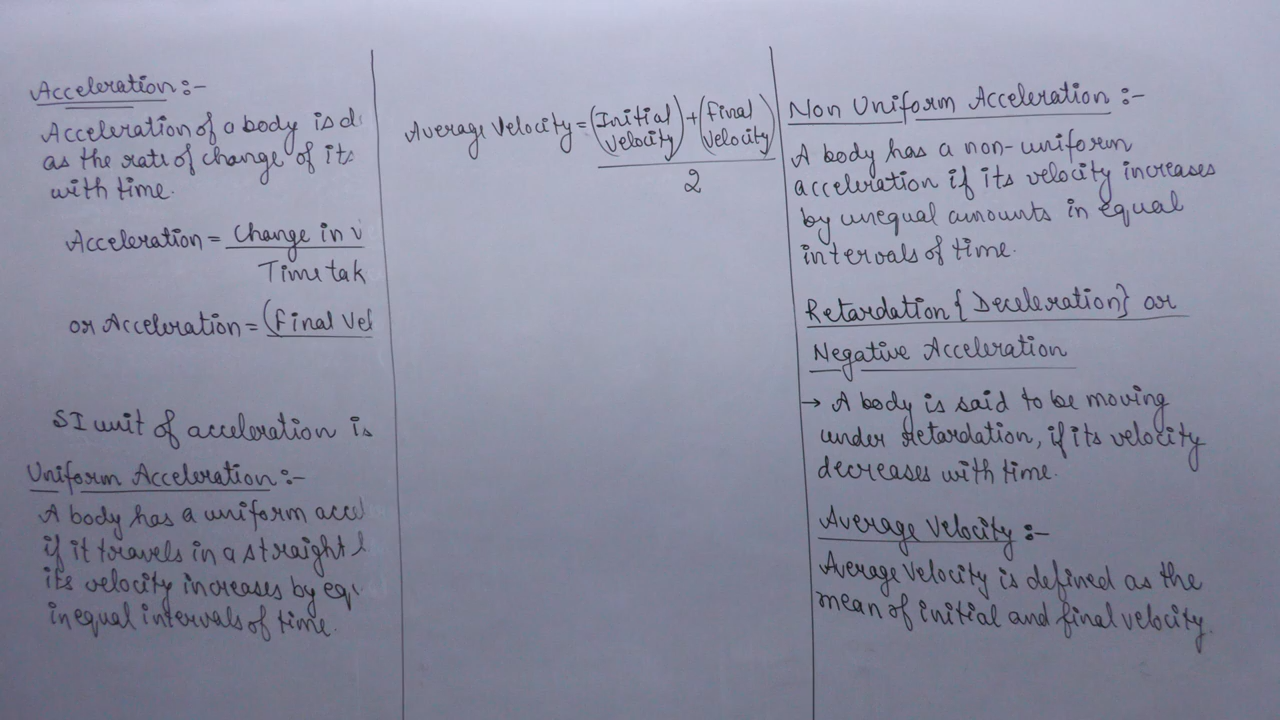 Acceleration :-
Acceleration of a body is d
as the rate of change of its
with time.
Acceleration = Change in v
Time tak
or Acceleration = (Final Vel
SI unit of acceleration is
Uniform Acceleration :-
A body has a uniform accel
if it travels in a straight l
its velocity increases by equ
in equal intervals of time.
Average Velocity = (Initial Velocity) + (Final Velocity)
2
Non Uniform Acceleration :-
A body has a non-uniform
acceleration if its velocity increases
by unequal amounts in equal
intervals of time.
Retardation {Deceleration} or
Negative Acceleration
→ A body is said to be moving
under retardation, if its velocity
decreases with time.
Average Velocity :-
Average Velocity is defined as the
mean of initial and final velocity.